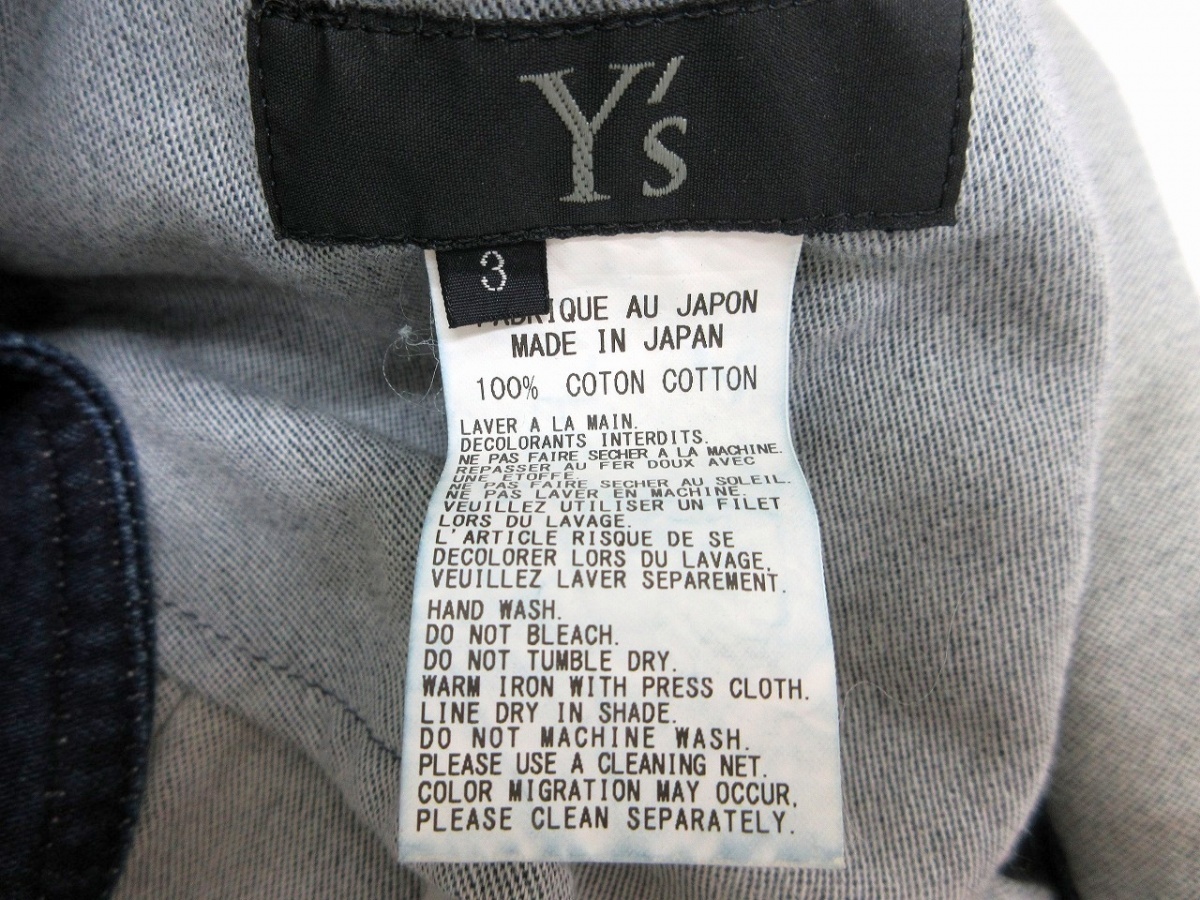 Y's
3
FABRIQUE AU JAPON
MADE IN JAPAN
100% COTON COTTON
LAVER A LA MAIN.
DECOLORANTS INTERDITS.
NE PAS FAIRE SECHER A LA MACHINE.
REPASSER AU FER DOUX AVEC
UNE ETOFFE.
NE PAS FAIRE SECHER AU SOLEIL.
NE PAS LAVER EN MACHINE.
VEUILLEZ UTILISER UN FILET
LORS DU LAVAGE.
L'ARTICLE RISQUE DE SE
DECOLORER LORS DU LAVAGE.
VEUILLEZ LAVER SEPAREMENT.
HAND WASH.
DO NOT BLEACH.
DO NOT TUMBLE DRY.
WARM IRON WITH PRESS CLOTH.
LINE DRY IN SHADE.
DO NOT MACHINE WASH.
PLEASE USE A CLEANING NET.
COLOR MIGRATION MAY OCCUR.
PLEASE CLEAN SEPARATELY.